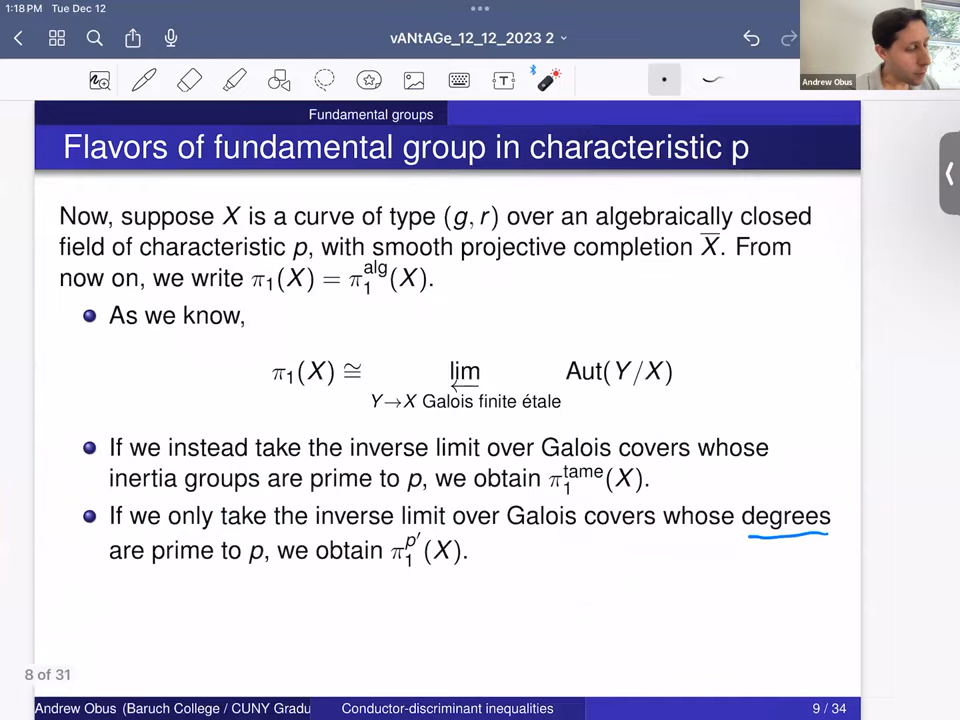 1:18 PM Tue Dec 12
vANtAGe_12_12_2023 2
Andrew Obus
Fundamental groups
Flavors of fundamental group in characteristic p
Now, suppose X is a curve of type (g, r) over an algebraically closed
field of characteristic p, with smooth projective completion X̅. From
now on, we write π₁(X) = π₁^alg(X).
As we know,
π₁(X) ≅ lim← Aut(Y/X)
Y→X Galois finite étale
If we instead take the inverse limit over Galois covers whose
inertia groups are prime to p, we obtain π₁^tame(X).
If we only take the inverse limit over Galois covers whose degrees
are prime to p, we obtain π₁^p′(X).
8 of 31
Andrew Obus (Baruch College / CUNY Gradu
Conductor-discriminant inequalities
9 / 34